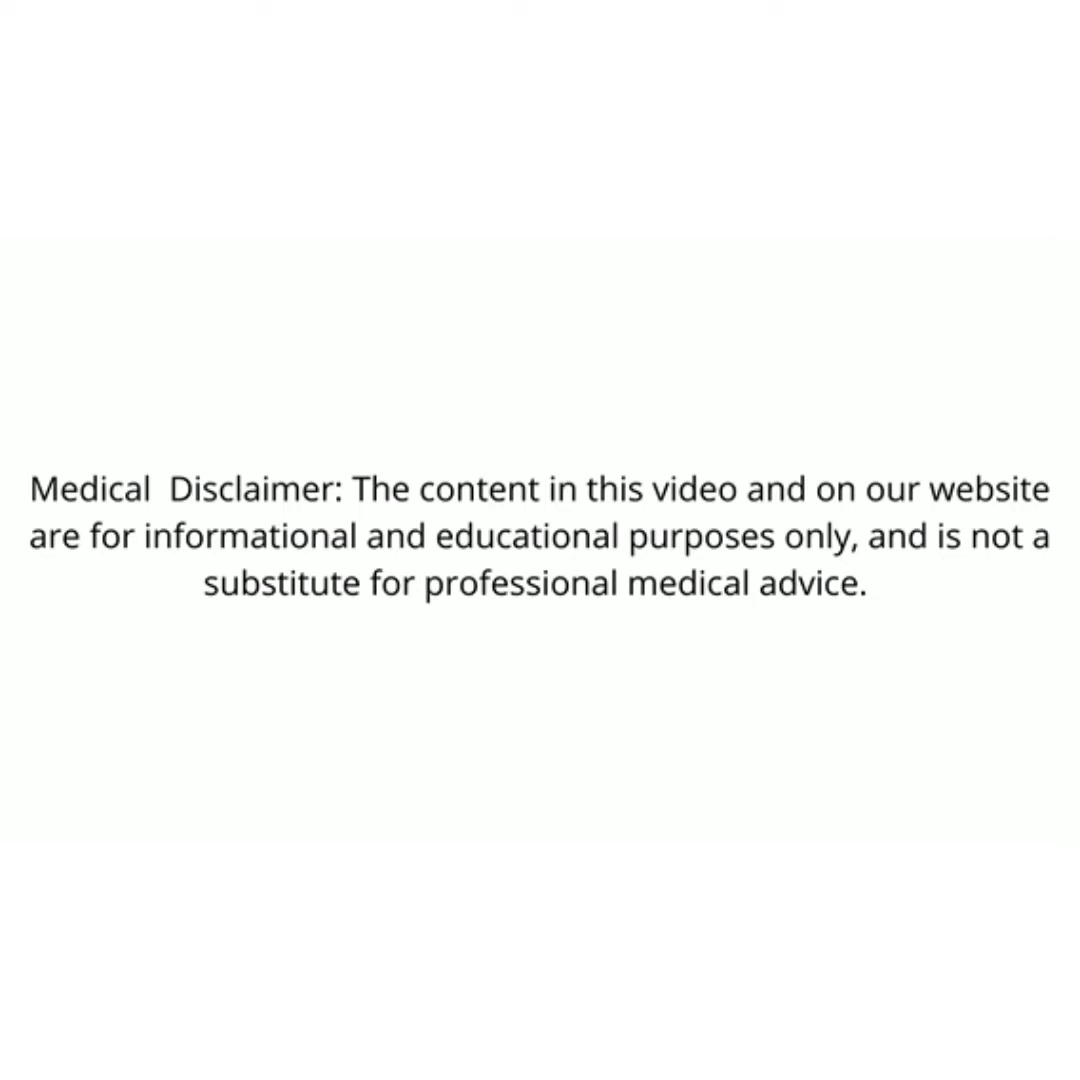 Medical  Disclaimer: The content in this video and on our website
are for informational and educational purposes only, and is not a
substitute for professional medical advice.